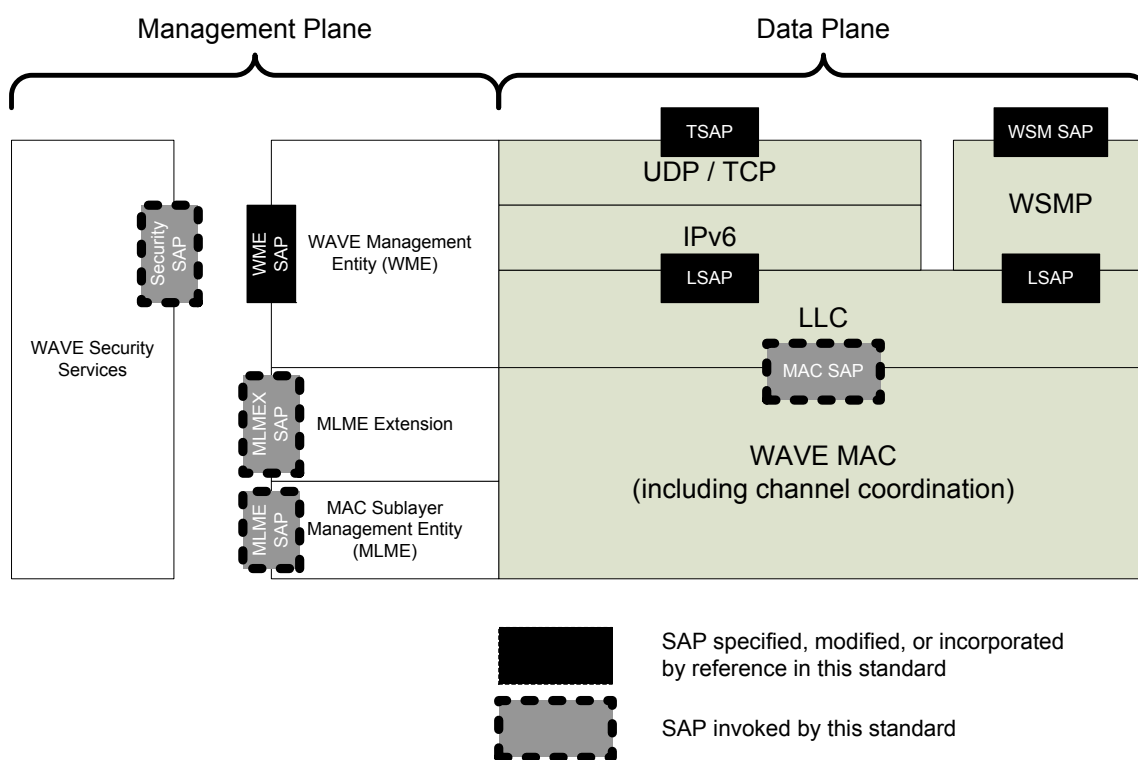 Management Plane
Data Plane
TSAP
WSM SAP
UDP / TCP
WSMP
Security
SAP
WME
SAP
WAVE Management
Entity (WME)
IPv6
LSAP
LSAP
LLC
WAVE Security
Services
MAC SAP
MLMEX
SAP
MLME Extension
WAVE MAC
(including channel coordination)
MLME
SAP
MAC Sublayer
Management Entity
(MLME)
SAP specified, modified, or incorporated
by reference in this standard
SAP invoked by this standard